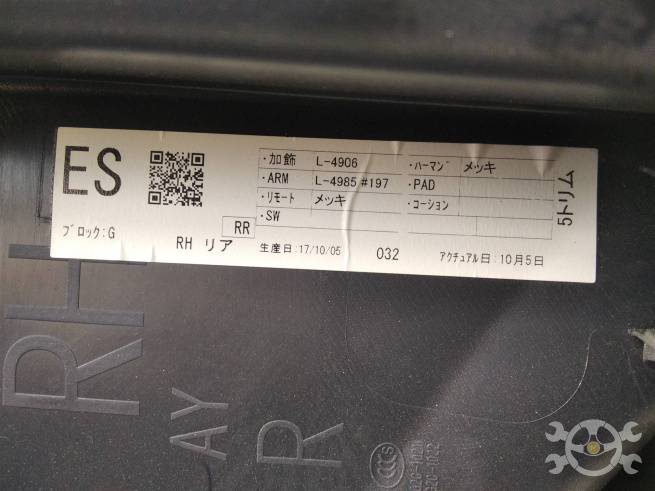 ES
・加飾 L-4906 ・ハーマンﾞ メッキ
・ARM L-4985 #197 ・PAD
・リモート メッキ ・コーション
RR ・SW
ﾌﾞﾛｯｸ:G RH リア 生産日:17/10/05 032 ｱｸﾁｭｱﾙ日:10月5日
5トリム
RH
AY
R